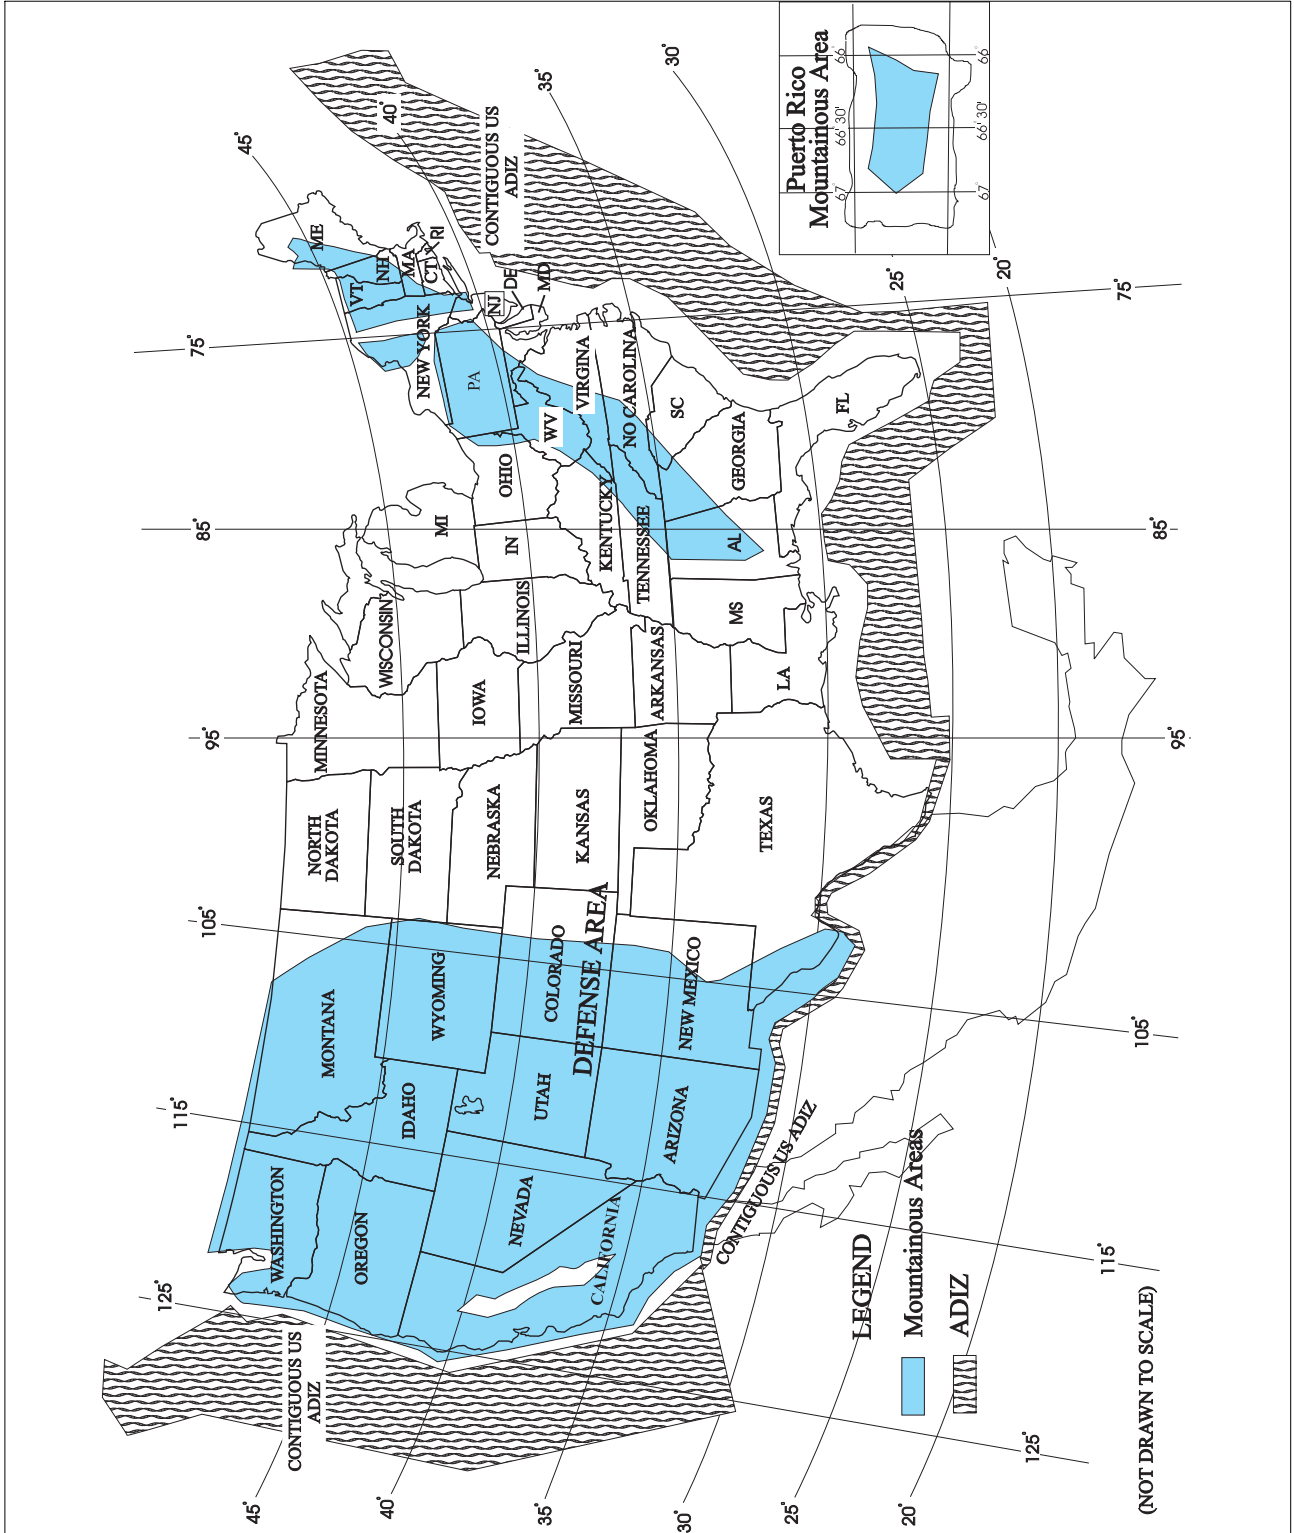 45°
40°
35°
30°
25°
20°
125°
115°
105°
95°
85°
75°
CONTIGUOUS US
ADIZ
WASHINGTON
OREGON
CALIFORNIA
NEVADA
IDAHO
MONTANA
WYOMING
UTAH
ARIZONA
COLORADO
NEW MEXICO
DEFENSE AREA
NORTH
DAKOTA
SOUTH
DAKOTA
NEBRASKA
KANSAS
OKLAHOMA
TEXAS
MINNESOTA
IOWA
MISSOURI
ARKANSAS
LA
WISCONSIN
ILLINOIS
MS
MI
IN
OHIO
KENTUCKY
TENNESSEE
AL
GEORGIA
FL
SC
NO CAROLINA
VIRGINA
WV
PA
NEW YORK
VT
NH
ME
MA
CT
RI
NJ
DE
MD
CONTIGUOUS US
ADIZ
CONTIGUOUS US ADIZ
45°
40°
35°
30°
25°
20°
125°
115°
105°
95°
85°
75°
Puerto Rico
Mountainous Area
67°
66°30'
66°
67°
66°30'
66°
LEGEND
Mountainous Areas
ADIZ
(NOT DRAWN TO SCALE)